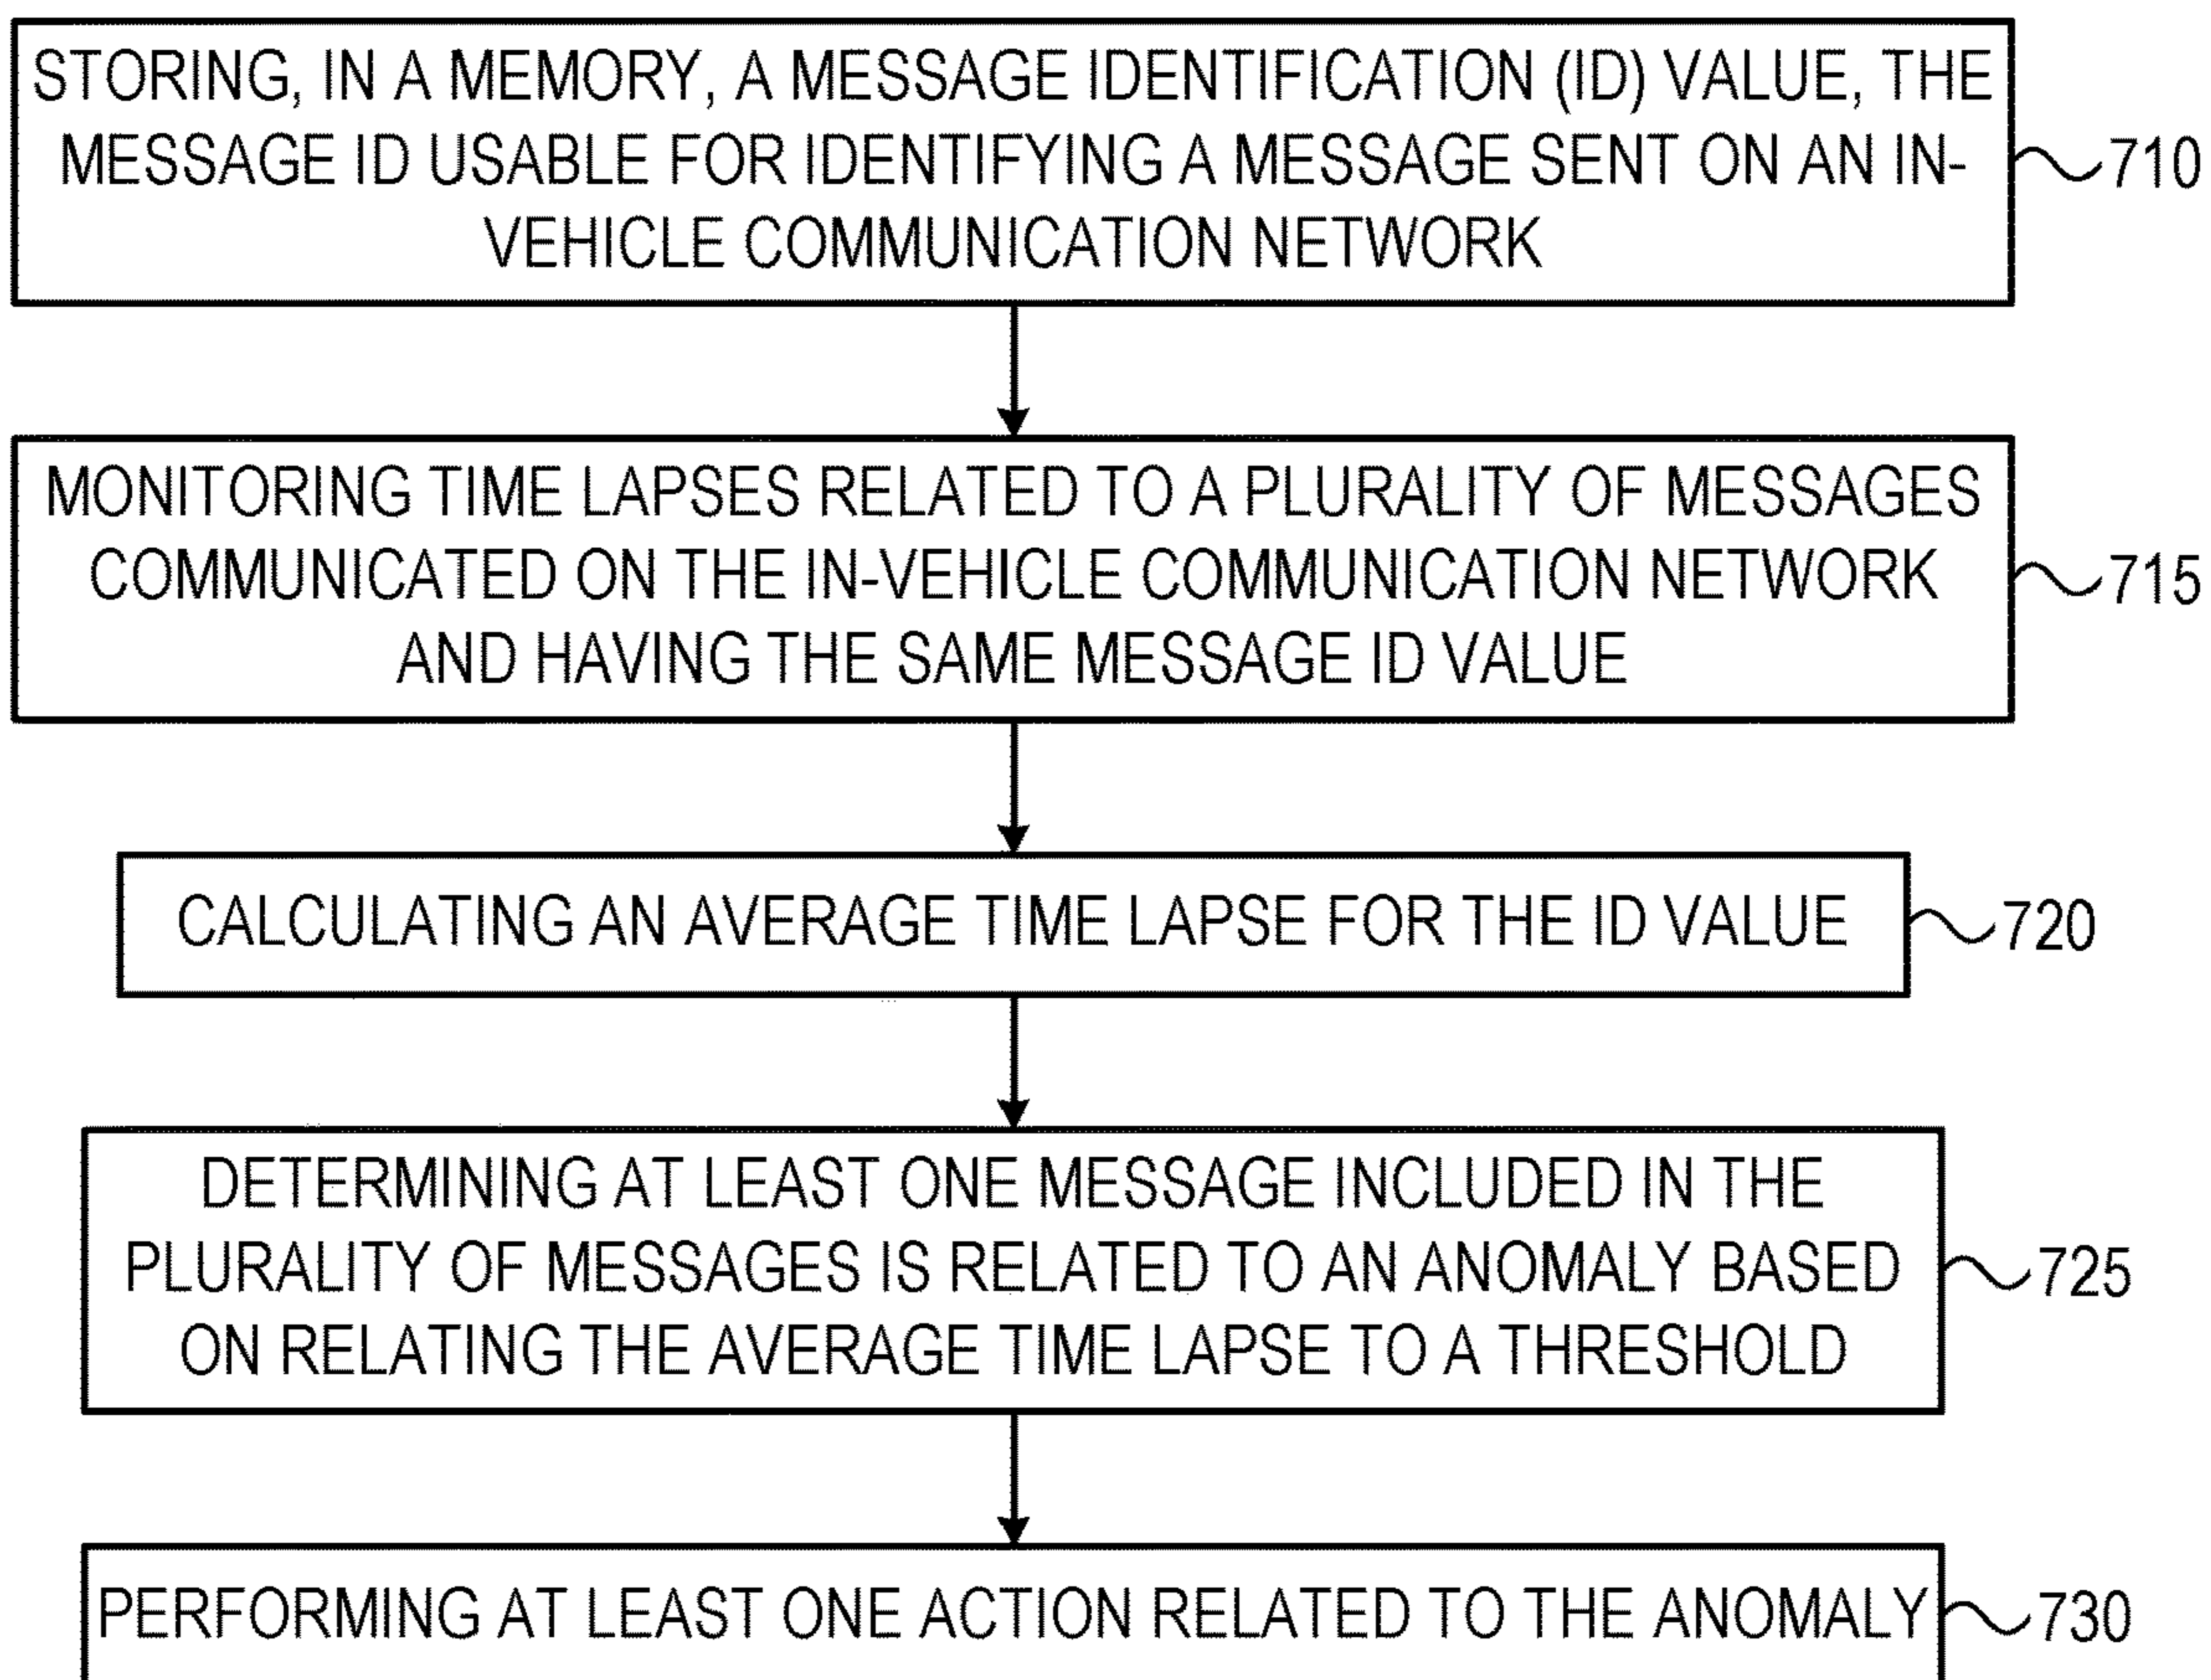 STORING, IN A MEMORY, A MESSAGE IDENTIFICATION (ID) VALUE, THE
MESSAGE ID USABLE FOR IDENTIFYING A MESSAGE SENT ON AN IN-
VEHICLE COMMUNICATION NETWORK
710
MONITORING TIME LAPSES RELATED TO A PLURALITY OF MESSAGES
COMMUNICATED ON THE IN-VEHICLE COMMUNICATION NETWORK
AND HAVING THE SAME MESSAGE ID VALUE
715
CALCULATING AN AVERAGE TIME LAPSE FOR THE ID VALUE
720
DETERMINING AT LEAST ONE MESSAGE INCLUDED IN THE
PLURALITY OF MESSAGES IS RELATED TO AN ANOMALY BASED
ON RELATING THE AVERAGE TIME LAPSE TO A THRESHOLD
725
PERFORMING AT LEAST ONE ACTION RELATED TO THE ANOMALY
730